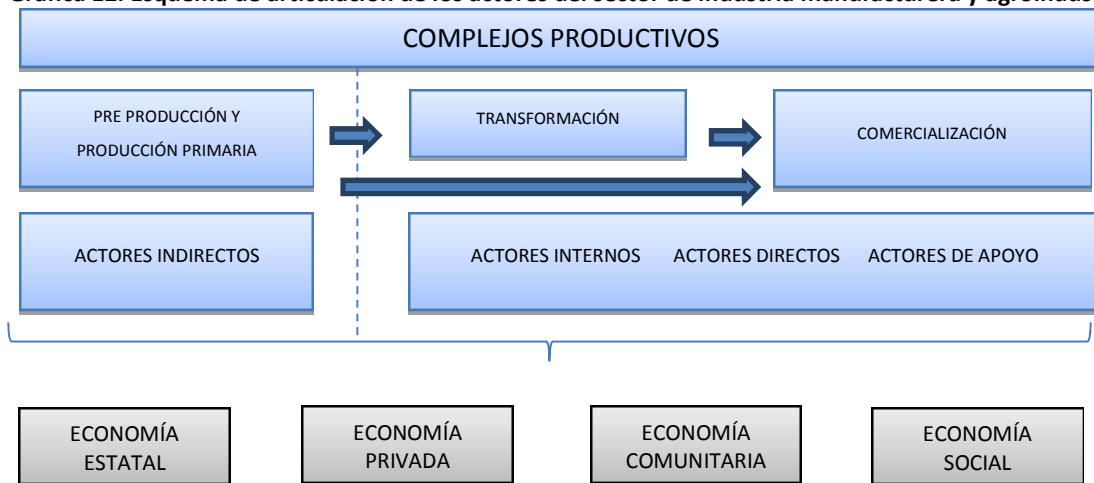 COMPLEJOS PRODUCTIVOS
PRE PRODUCCIÓN Y
PRODUCCIÓN PRIMARIA
TRANSFORMACIÓN
COMERCIALIZACIÓN
ACTORES INDIRECTOS
ACTORES INTERNOS ACTORES DIRECTOS ACTORES DE APOYO
ECONOMÍA
ESTATAL
ECONOMÍA
PRIVADA
ECONOMÍA
COMUNITARIA
ECONOMÍA
SOCIAL